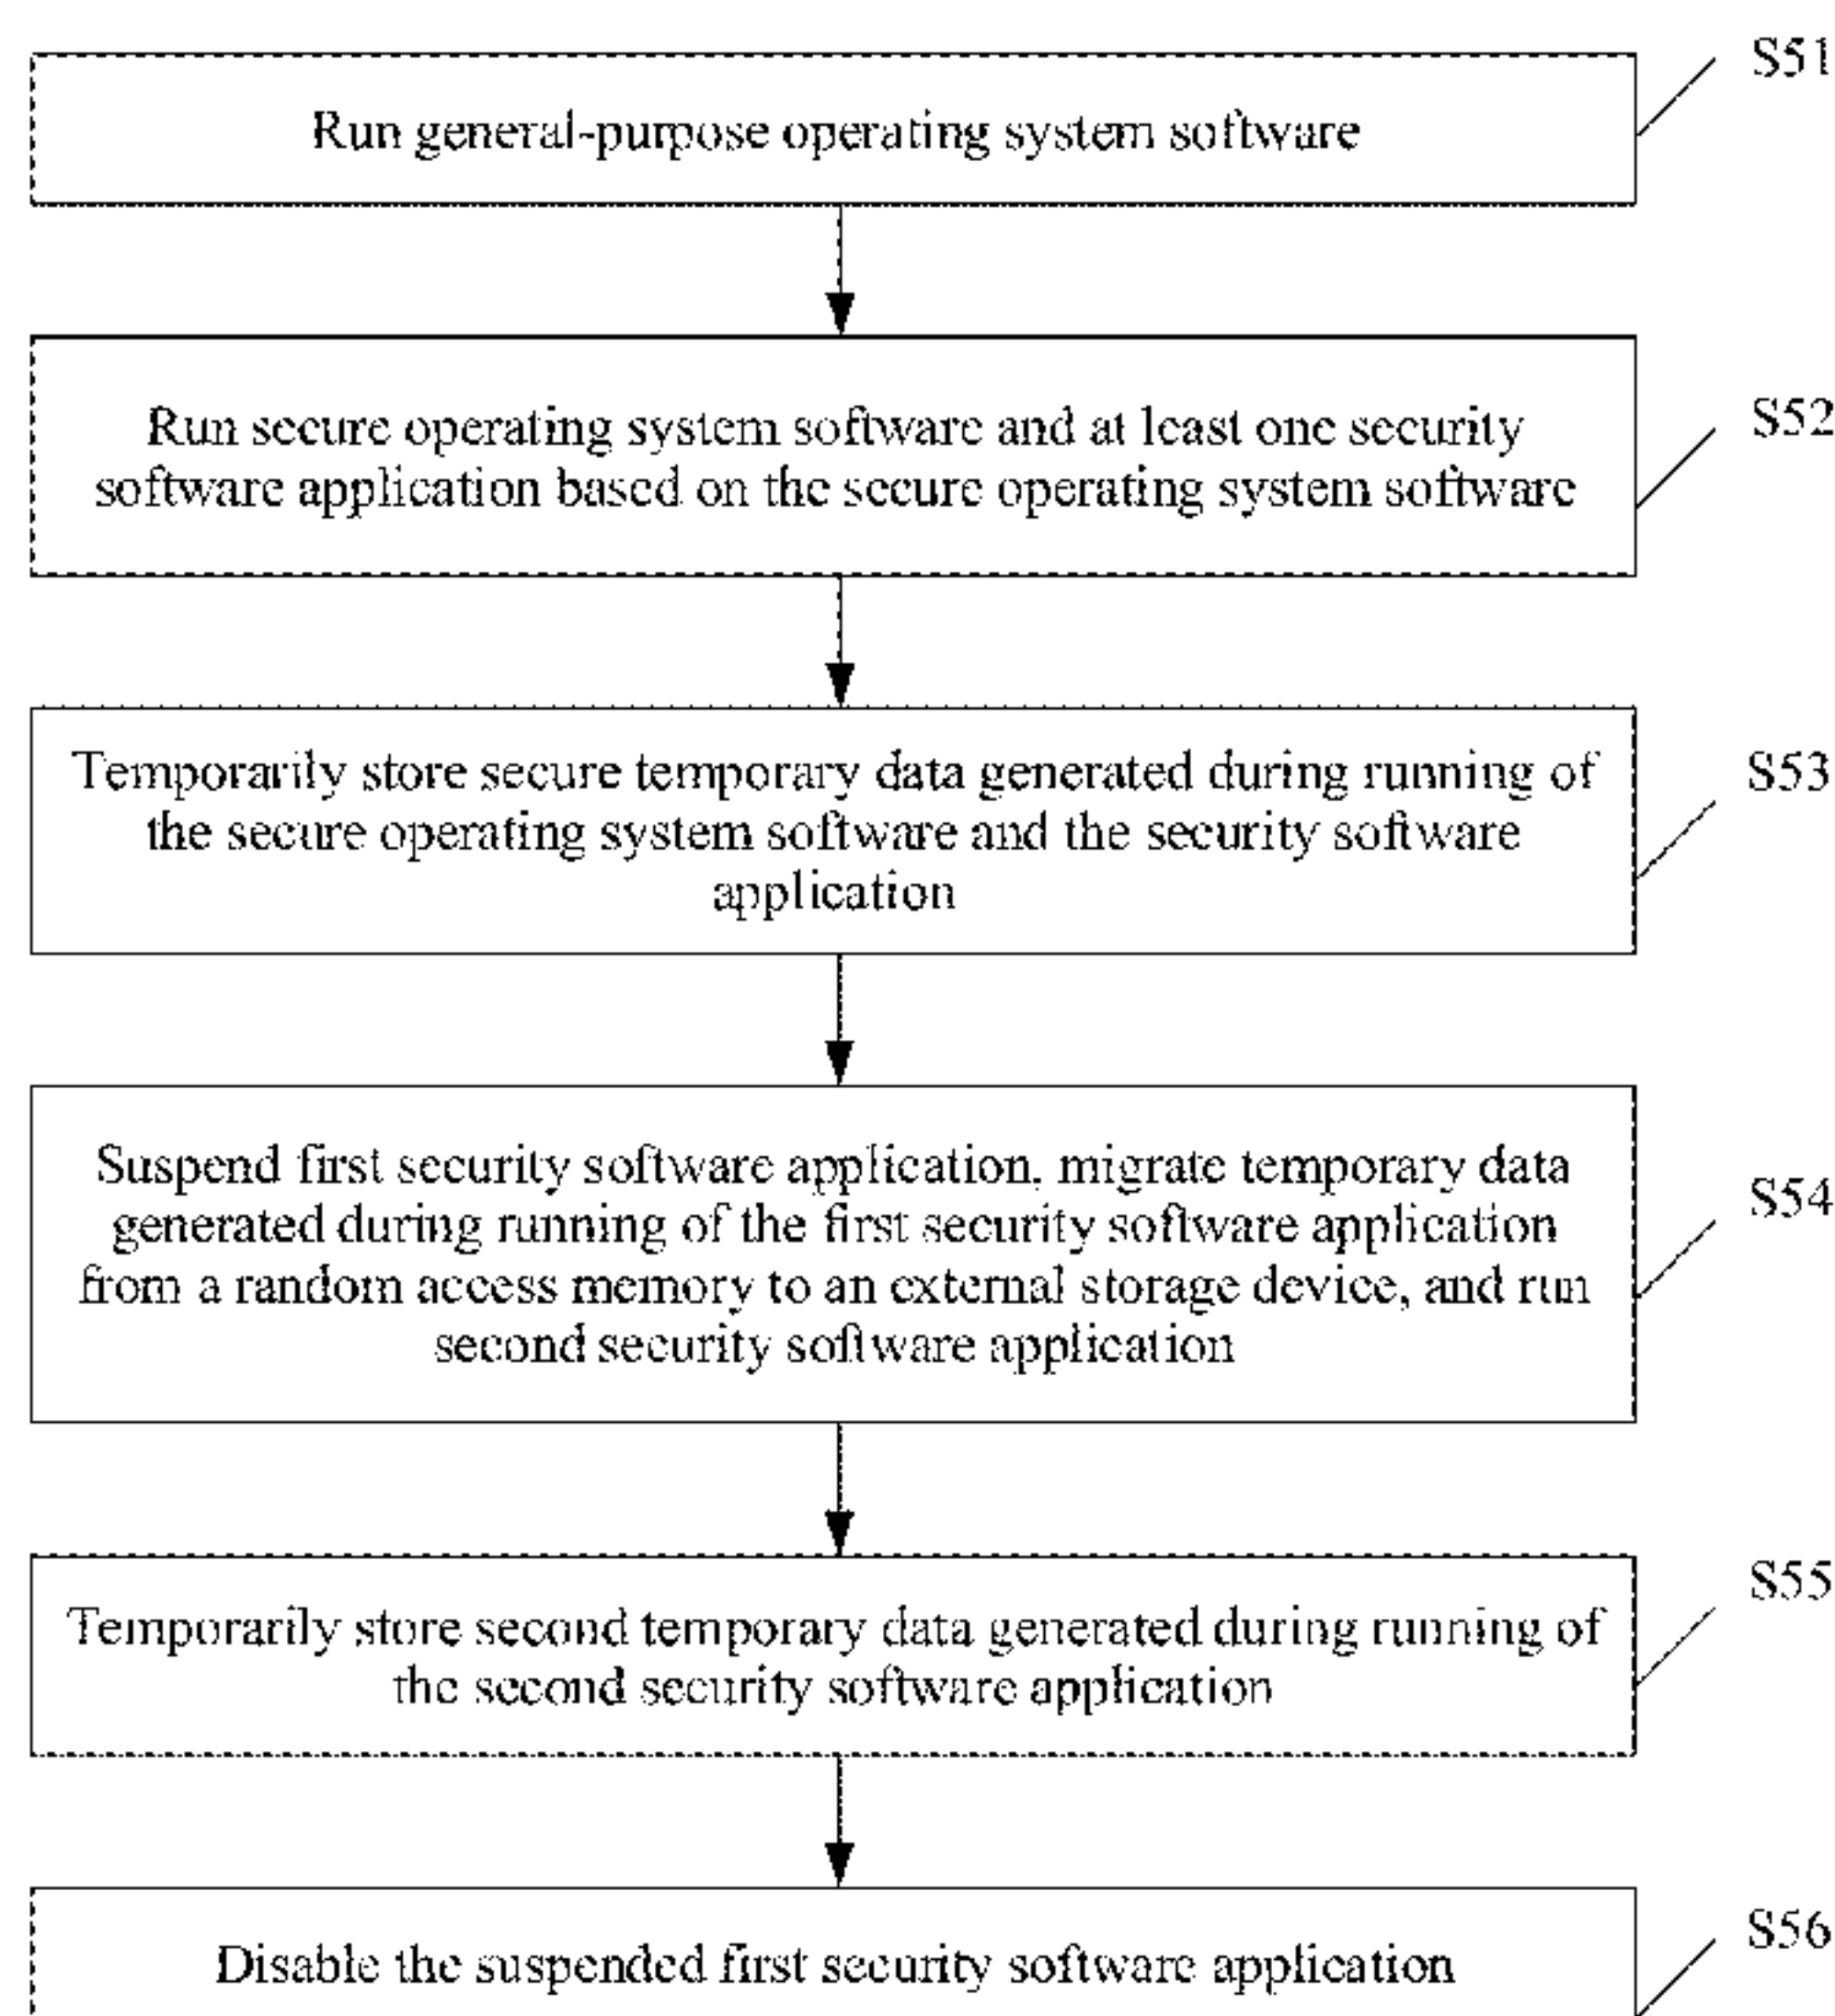 S51
Run general-purpose operating system software
S52
Run secure operating system software and at least one security
software application based on the secure operating system software
S53
Temporarily store secure temporary data generated during running of
the secure operating system software and the security software
application
S54
Suspend first security software application, migrate temporary data
generated during running of the first security software application
from a random access memory to an external storage device, and run
second security software application
S55
Temporarily store second temporary data generated during running of
the second security software application
S56
Disable the suspended first security software application